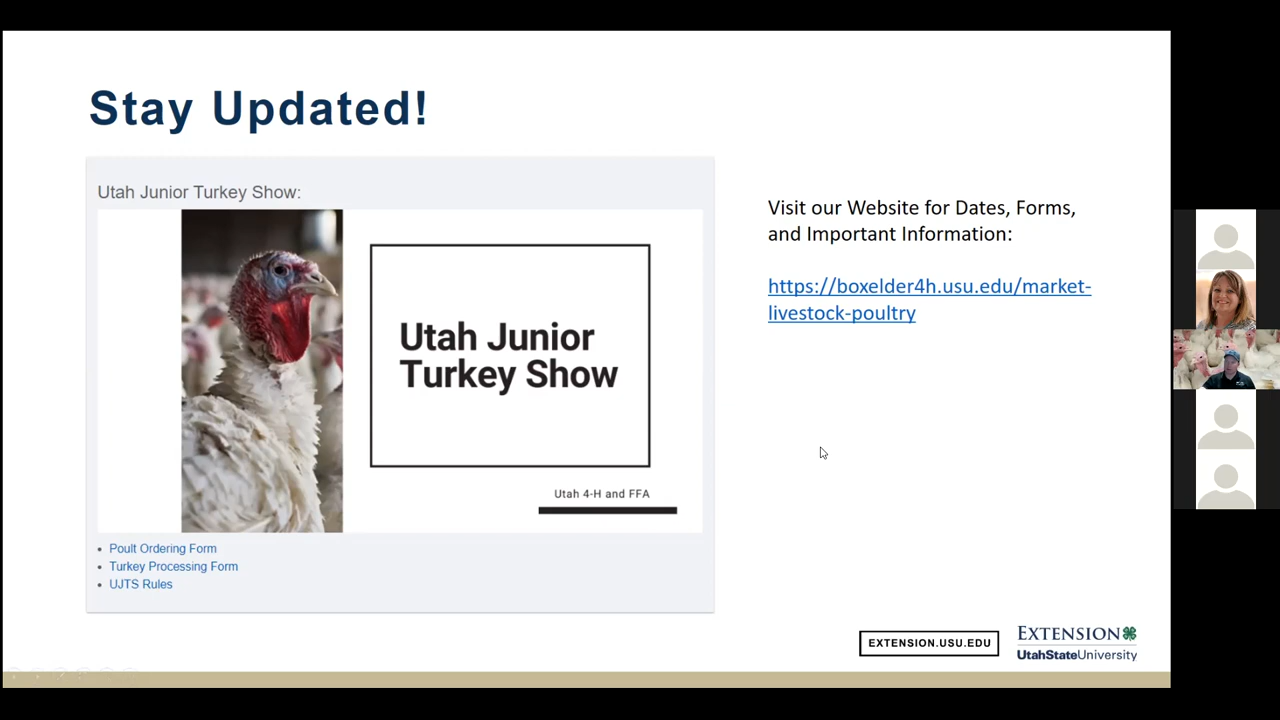 Stay Updated!
Utah Junior Turkey Show:
Utah Junior
Turkey Show
Utah 4-H and FFA
Poult Ordering Form
Turkey Processing Form
UJTS Rules
Visit our Website for Dates, Forms,
and Important Information:
https://boxelder4h.usu.edu/market-
livestock-poultry
EXTENSION.USU.EDU
EXTENSION
UtahStateUniversity